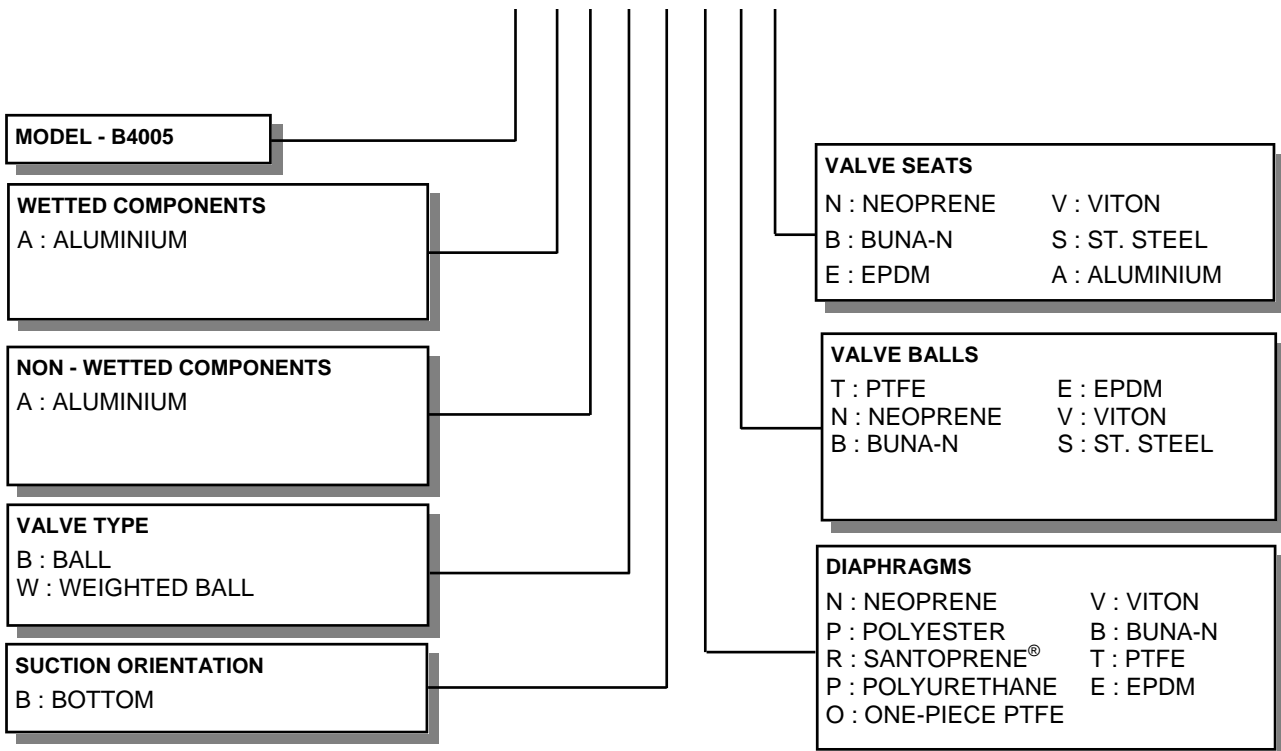 MODEL - B4005
WETTED COMPONENTS
A : ALUMINIUM
NON - WETTED COMPONENTS
A : ALUMINIUM
VALVE TYPE
B : BALL
W : WEIGHTED BALL
SUCTION ORIENTATION
B : BOTTOM
VALVE SEATS
N : NEOPRENE V : VITON
B : BUNA-N S : ST. STEEL
E : EPDM A : ALUMINIUM
VALVE BALLS
T : PTFE E : EPDM
N : NEOPRENE V : VITON
B : BUNA-N S : ST. STEEL
DIAPHRAGMS
N : NEOPRENE V : VITON
P : POLYESTER B : BUNA-N
R : SANTOPRENE® T : PTFE
P : POLYURETHANE E : EPDM
O : ONE-PIECE PTFE